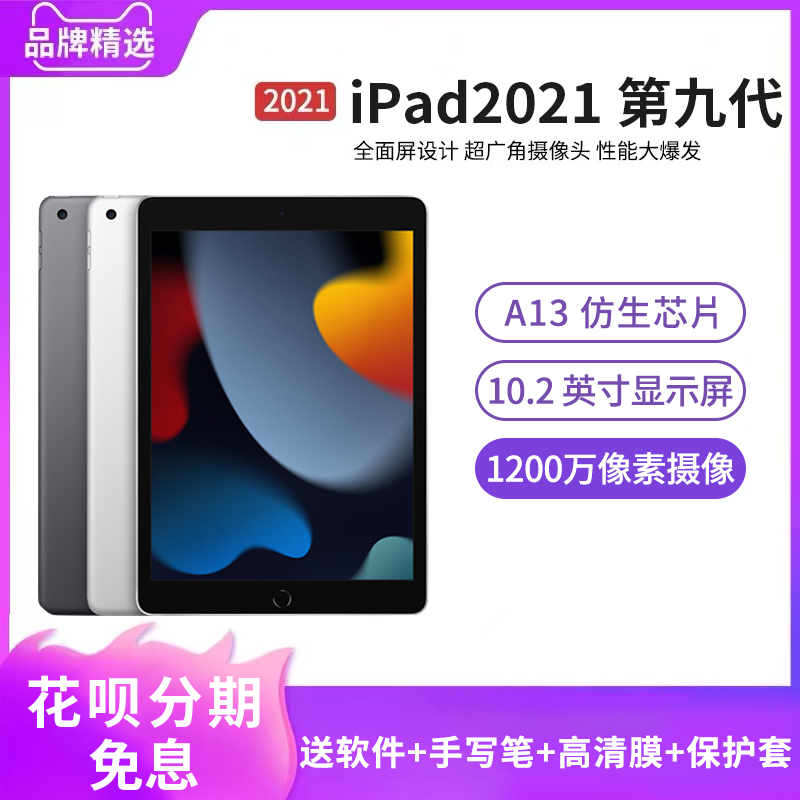 品牌精选
2021 iPad2021 第九代
全面屏设计 超广角摄像头 性能大爆发
A13 仿生芯片
10.2 英寸显示屏
1200万像素摄像
花呗分期
免息
送软件+手写笔+高清膜+保护套